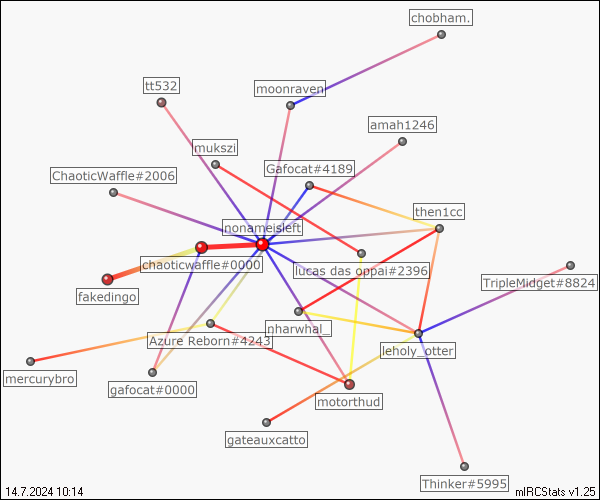 chobham.
tt532
moonraven
amah1246
mukszi
Gafocat#4189
ChaoticWaffle#2006
then1cc
nonameisleft
chaoticwaffle#0000
lucas das oppai#2396
TripleMidget#8824
fakedingo
nharwhal_
Azure Reborn#4243
leholy_otter
mercurybro
gafocat#0000
motorthud
gateauxcatto
Thinker#5995
14.7.2024 10:14
mIRCStats v1.25